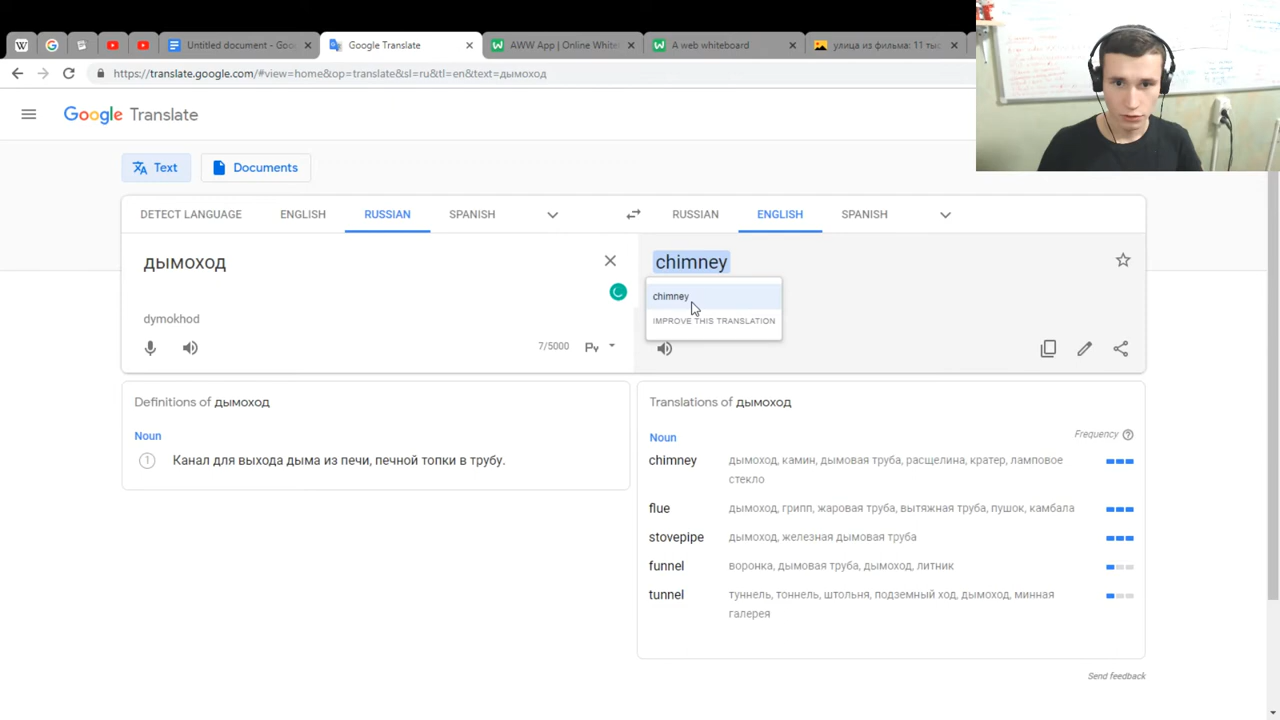 Untitled document - Goo
Google Translate
AWW App | Online Whitel
A web whiteboard
улица из фильма: 11 тыс
https://translate.google.com/#view=home&op=translate&sl=ru&tl=en&text=дымоход
Google Translate
Text
Documents
DETECT LANGUAGE
ENGLISH
RUSSIAN
SPANISH
RUSSIAN
ENGLISH
SPANISH
дымоход
chimney
chimney
IMPROVE THIS TRANSLATION
dymokhod
7/5000
Definitions of дымоход
Noun
1 Канал для выхода дыма из печи, печной топки в трубу.
Translations of дымоход
Noun
Frequency
chimney дымоход, камин, дымовая труба, расщелина, кратер, ламповое
стекло
flue дымоход, грипп, жаровая труба, вытяжная труба, пушок, камбала
stovepipe дымоход, железная дымовая труба
funnel воронка, дымовая труба, дымоход, литник
tunnel туннель, тоннель, штольня, подземный ход, дымоход, минная
галерея
Send feedback